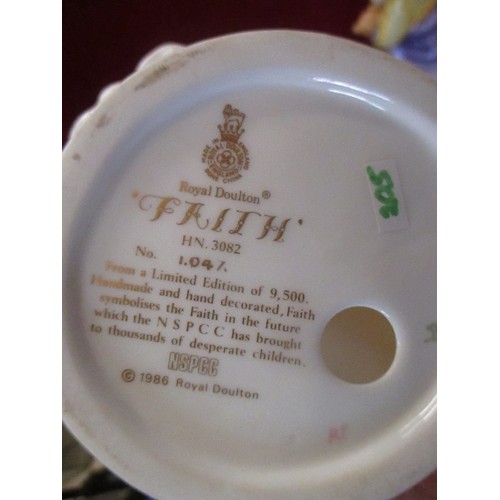 Royal Doulton®
'FAITH'
HN. 3082
No. 1.047.
From a Limited Edition of 9,500.
Handmade and hand decorated, Faith
symbolises the Faith in the future
which the N S P C C has brought
to thousands of desperate children.
NSPCC
© 1986 Royal Doulton
205